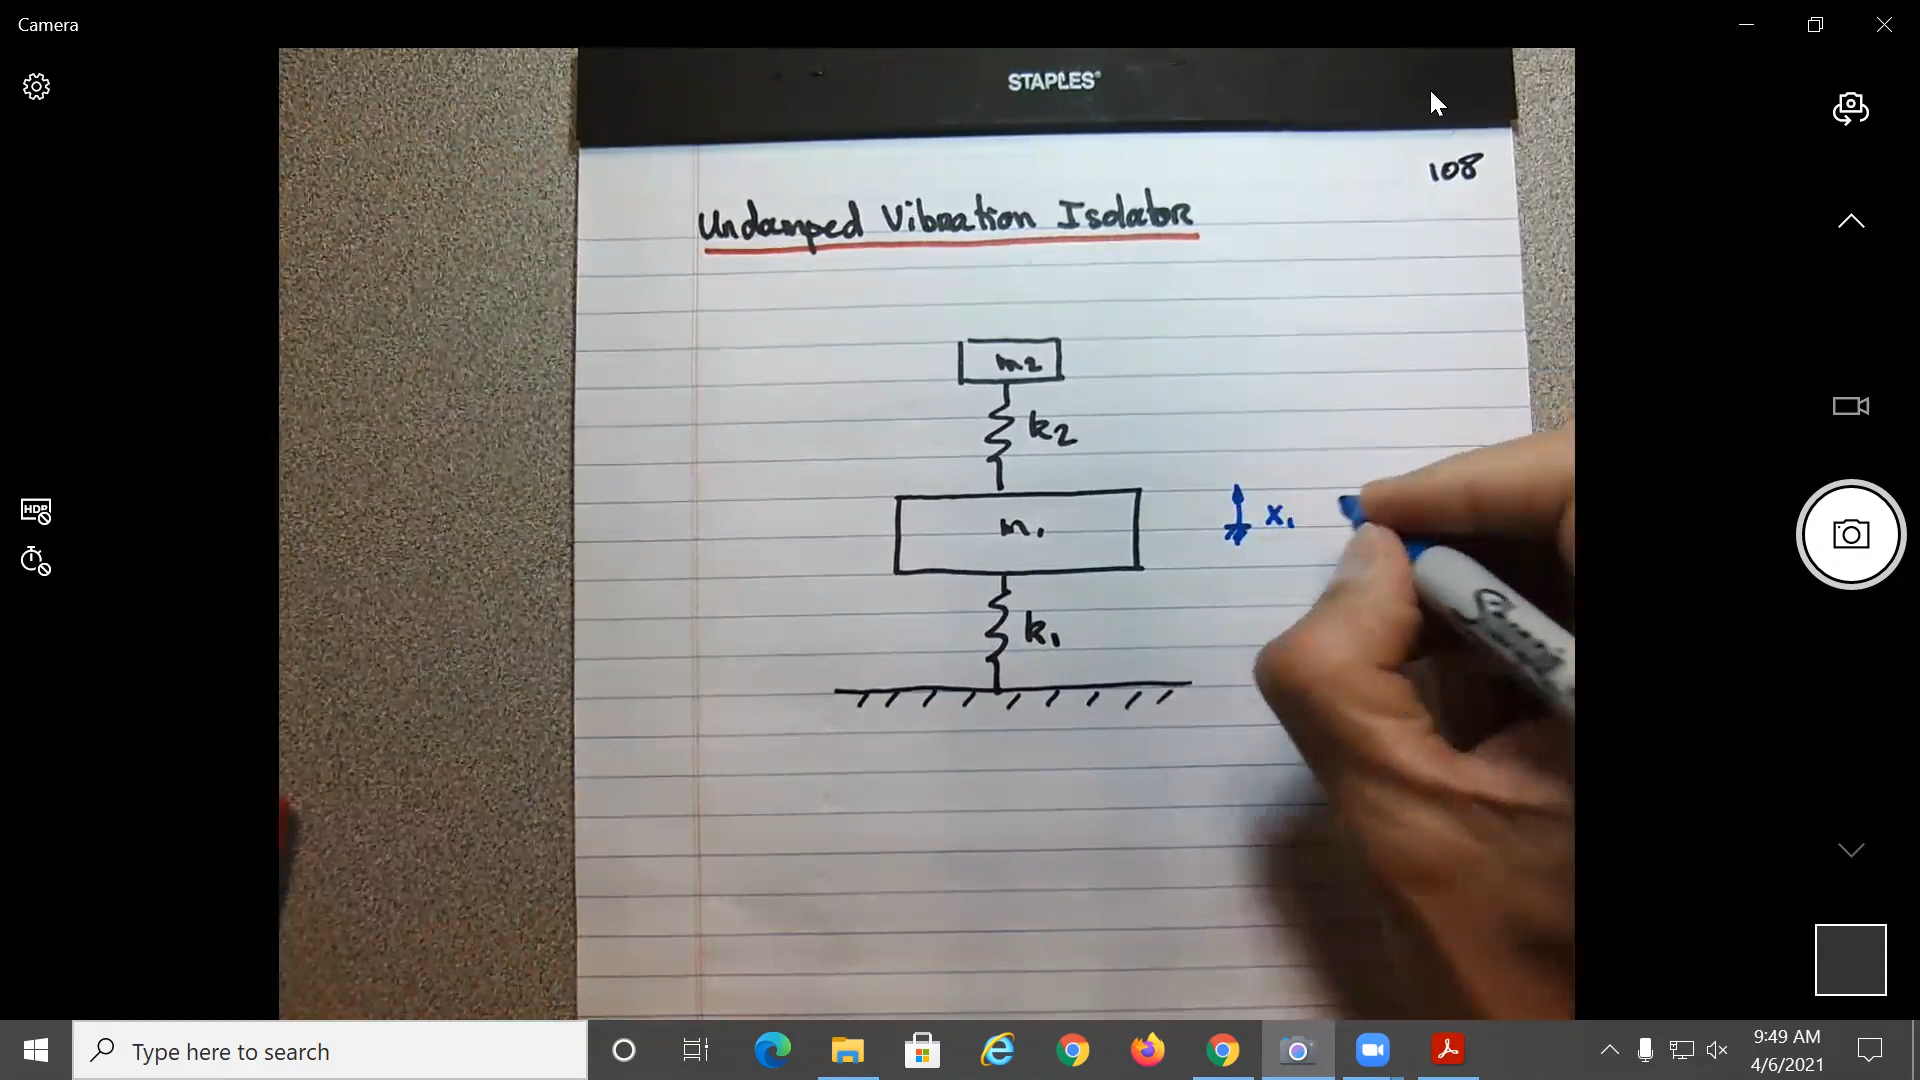 Camera
STAPLES
108
Undamped Vibration Isolator
m2
k2
m1
x1
k1
HDR
Type here to search
9:49 AM
4/6/2021